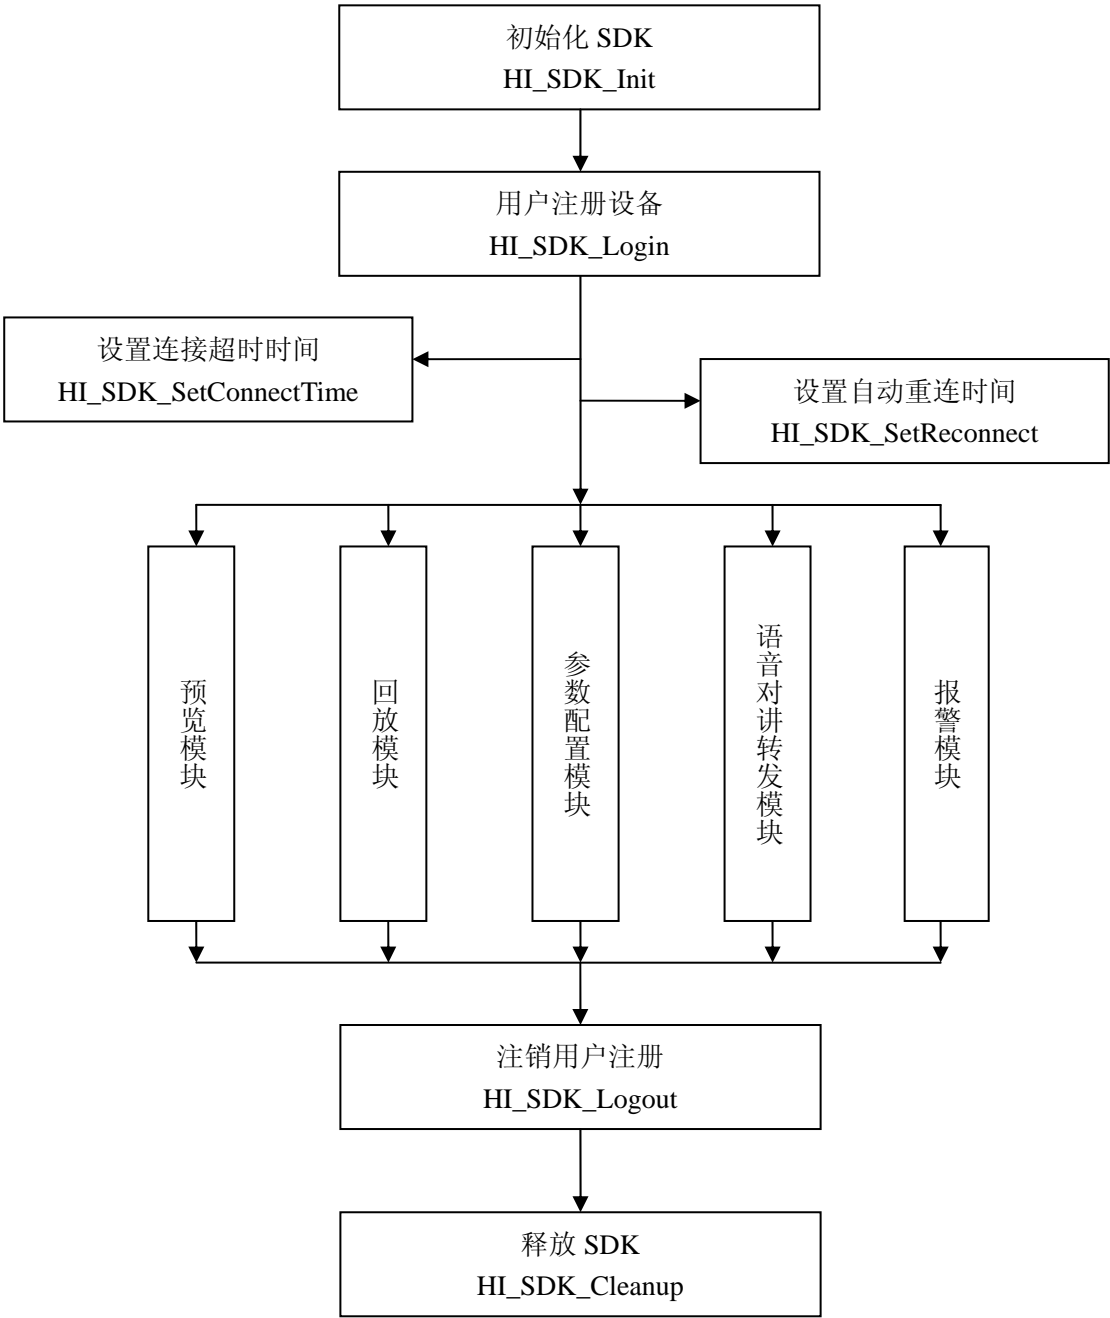 初始化 SDK
HI_SDK_Init
用户注册设备
HI_SDK_Login
设置连接超时时间
HI_SDK_SetConnectTime
设置自动重连时间
HI_SDK_SetReconnect
预览模块
回放模块
参数配置模块
语音对讲转发模块
报警模块
注销用户注册
HI_SDK_Logout
释放 SDK
HI_SDK_Cleanup